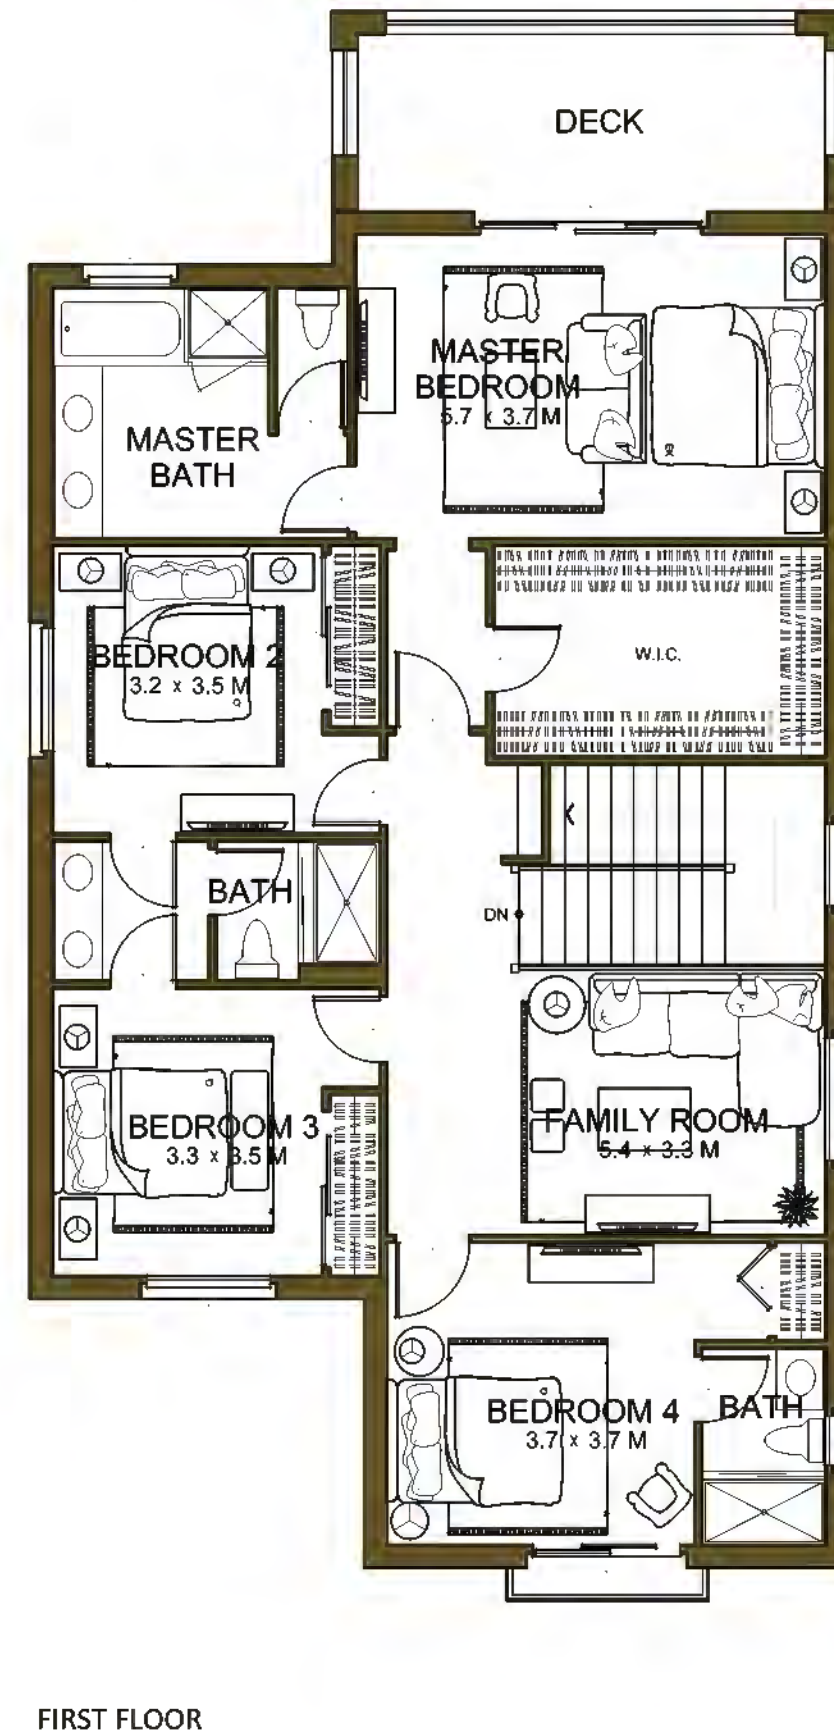 DECK
MASTER
BEDROOM
5.7 x 3.7 M
MASTER
BATH
BEDROOM 2
3.2 x 3.5 M
W.I.C.
BATH
DN
BEDROOM 3
3.3 x 3.5 M
FAMILY ROOM
5.4 x 3.3 M
BEDROOM 4
3.7 x 3.7 M
BATH
FIRST FLOOR